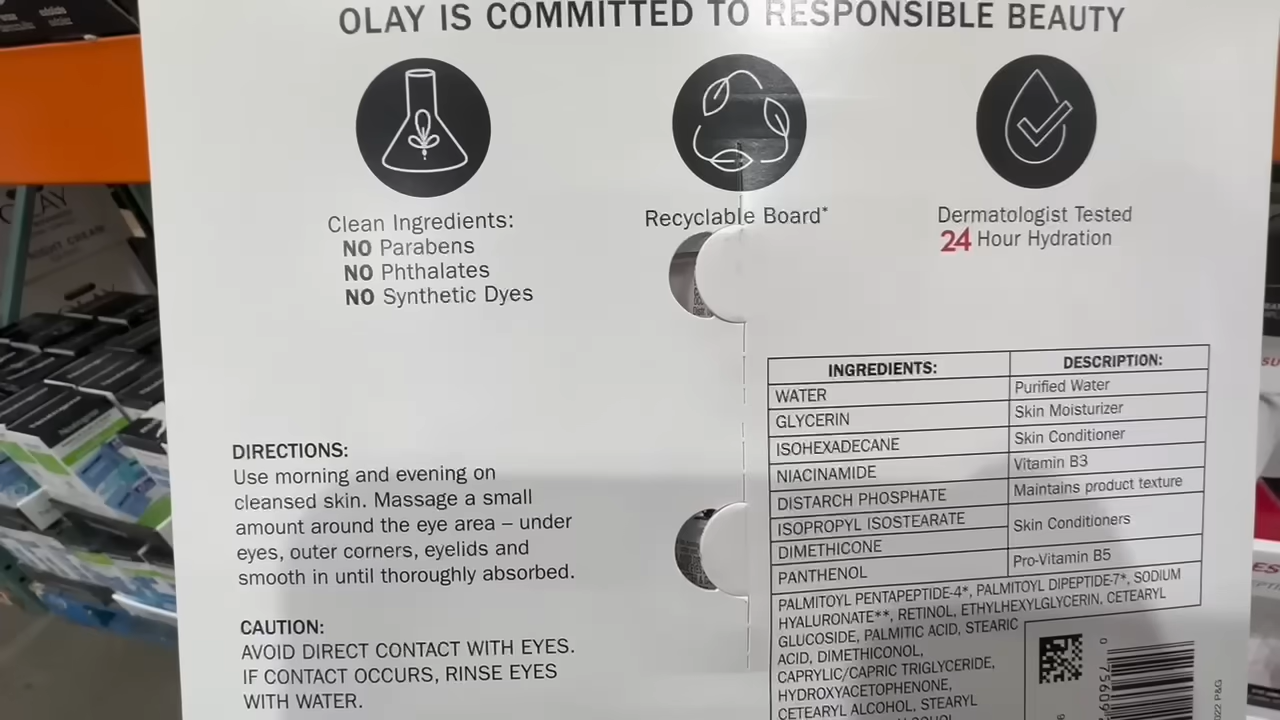 OLAY IS COMMITTED TO RESPONSIBLE BEAUTY
Clean Ingredients:
NO Parabens
NO Phthalates
NO Synthetic Dyes
Recyclable Board*
Dermatologist Tested
24 Hour Hydration
DIRECTIONS:
Use morning and evening on
cleansed skin. Massage a small
amount around the eye area – under
eyes, outer corners, eyelids and
smooth in until thoroughly absorbed.
CAUTION:
AVOID DIRECT CONTACT WITH EYES.
IF CONTACT OCCURS, RINSE EYES
WITH WATER.
INGREDIENTS: DESCRIPTION:
WATER Purified Water
GLYCERIN Skin Moisturizer
ISOHEXADECANE Skin Conditioner
NIACINAMIDE Vitamin B3
DISTARCH PHOSPHATE Maintains product texture
ISOPROPYL ISOSTEARATE Skin Conditioners
DIMETHICONE
PANTHENOL Pro-Vitamin B5
PALMITOYL PENTAPEPTIDE-4*, PALMITOYL DIPEPTIDE-7*, SODIUM
HYALURONATE**, RETINOL, ETHYLHEXYLGLYCERIN, CETEARYL
GLUCOSIDE, PALMITIC ACID, STEARIC
ACID, DIMETHICONOL,
CAPRYLIC/CAPRIC TRIGLYCERIDE,
HYDROXYACETOPHENONE,
CETEARYL ALCOHOL, STEARYL
0 75609
P&G
OLAY
NIGHT CREAM